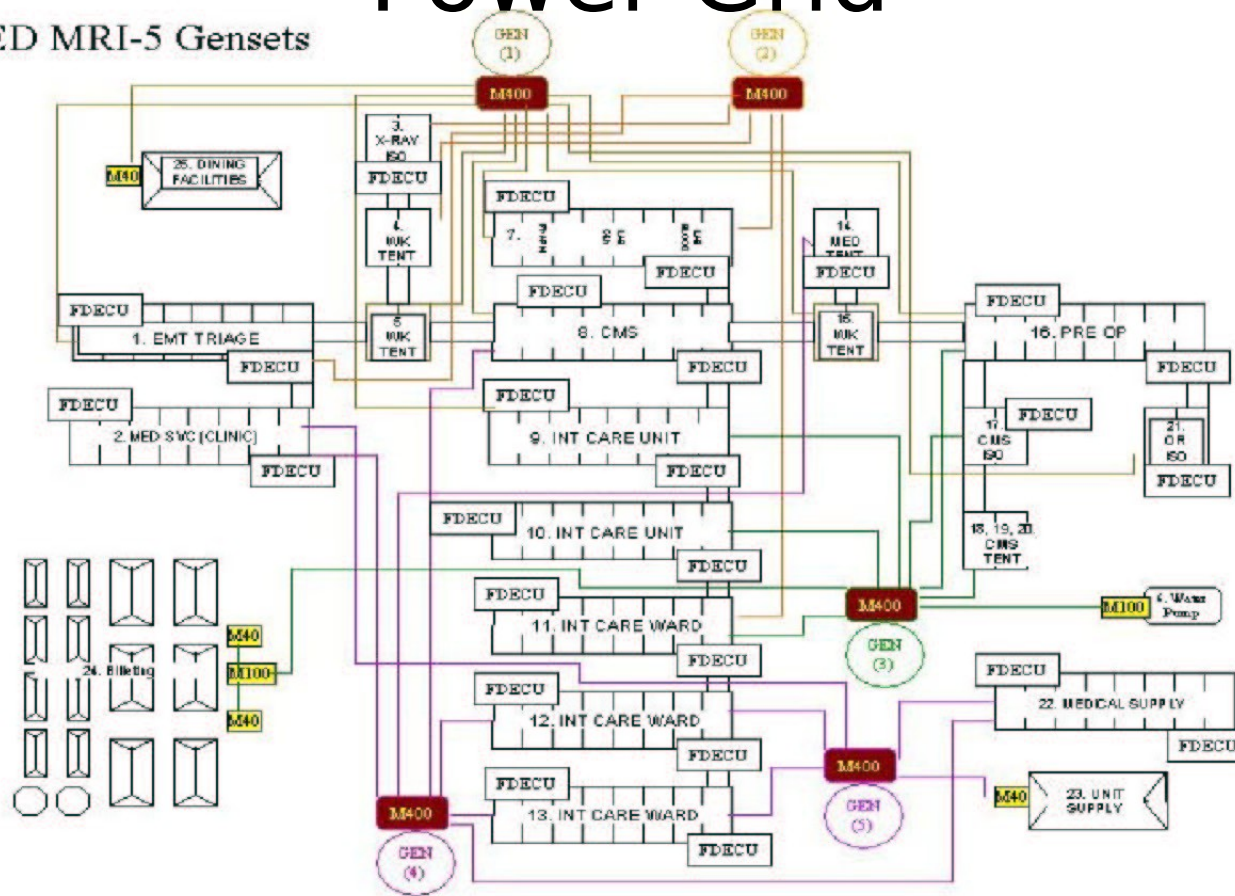 Power Grid
ED MRI-5 Gensets
GEN
(1)
GEN
(2)
M400
M400
3.
X-RAY
ISO
FDECU
25. DINING
FACILITIES
M40
FDECU
4.
WK
TENT
7.
14.
MED
TENT
FDECU
FDECU
FDECU
FDECU
FDECU
1. EMT TRIAGE
5.
WK
TENT
8. CMS
15.
WK
TENT
16. PRE OP
FDECU
FDECU
FDECU
FDECU
FDECU
FDECU
2. MED SVC (CLINIC)
9. INT CARE UNIT
17.
CMS
ISO
21.
OR
ISO
FDECU
FDECU
FDECU
FDECU
10. INT CARE UNIT
18, 19, 20.
CMS
TENT
FDECU
FDECU
M400
M100
6. Water
Pump
11. INT CARE WARD
M40
GEN
(3)
FDECU
FDECU
24. Billeting
M100
FDECU
12. INT CARE WARD
22. MEDICAL SUPPLY
M40
FDECU
FDECU
M400
FDECU
M40
23. UNIT
SUPPLY
M400
13. INT CARE WARD
GEN
(5)
FDECU
GEN
(4)